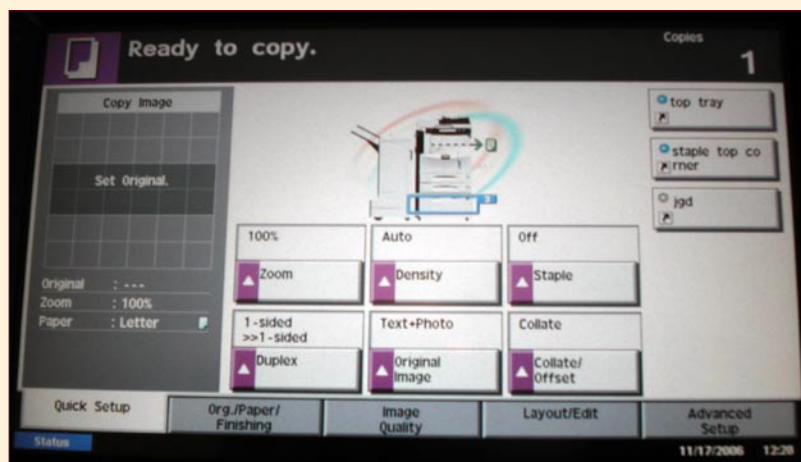 Ready to copy.
Copies
1
Copy Image
Set Original.
Original : ---
Zoom : 100%
Paper : Letter
top tray
staple top co
rner
jgd
3
100%
Zoom
Auto
Density
Off
Staple
1-sided
>>1-sided
Duplex
Text+Photo
Original
Image
Collate
Collate/
Offset
Quick Setup
Org./Paper/
Finishing
Image
Quality
Layout/Edit
Advanced
Setup
Status
11/17/2006 12:20